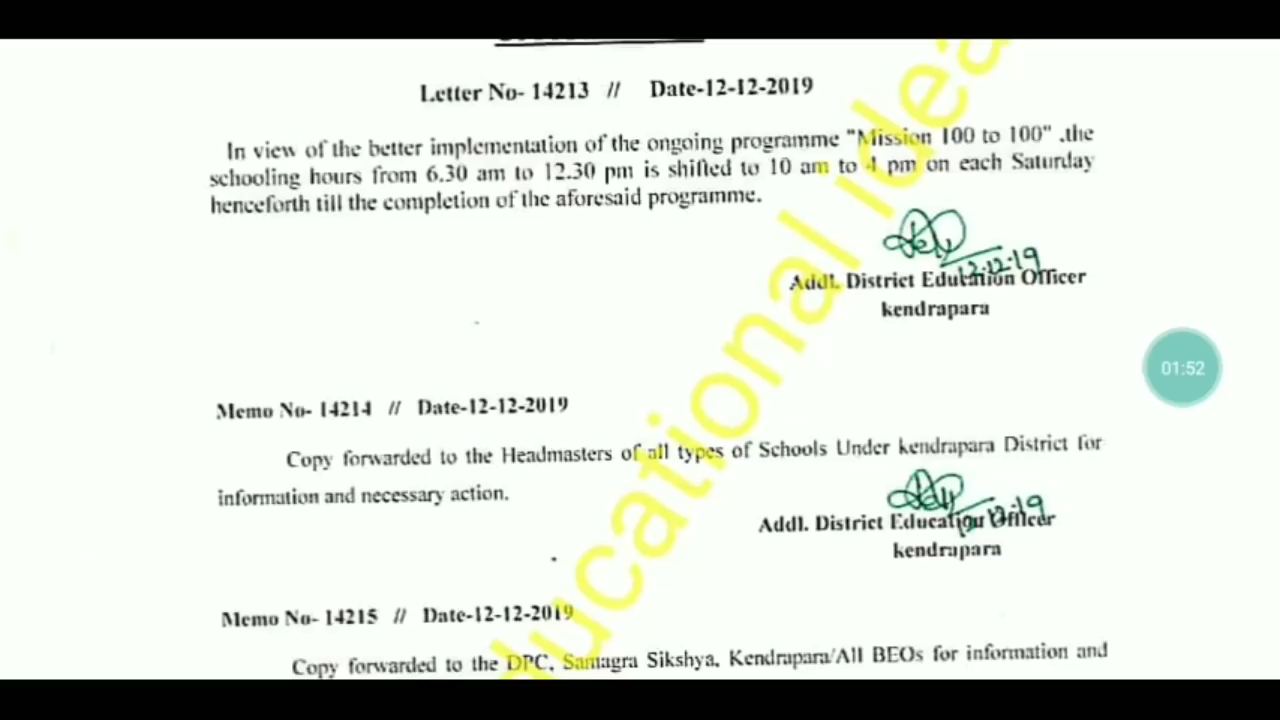 Letter No- 14213 // Date-12-12-2019
In view of the better implementation of the ongoing programme "Mission 100 to 100" .the
schooling hours from 6.30 am to 12.30 pm is shifted to 10 am to 4 pm on each Saturday
henceforth till the completion of the aforesaid programme.
12.12.19
Addl. District Education Officer
kendrapara
01:52
Memo No- 14214 // Date-12-12-2019
Copy forwarded to the Headmasters of all types of Schools Under kendrapara District for
information and necessary action.
12.12.19
Addl. District Education Officer
kendrapara
Memo No- 14215 // Date-12-12-2019
Copy forwarded to the DPC, Samagra Sikshya, Kendrapara/All BEOs for information and
ducational Idea